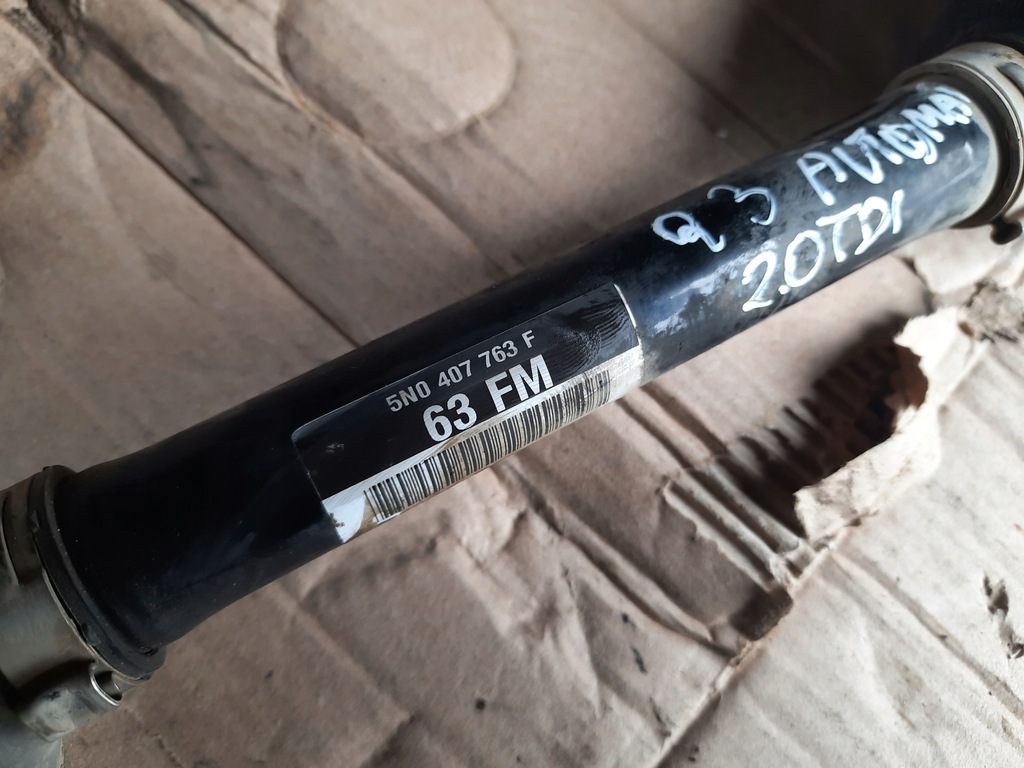 5N0 407 763 F
63 FM
Q3 AUTOMAT
2.0TDI